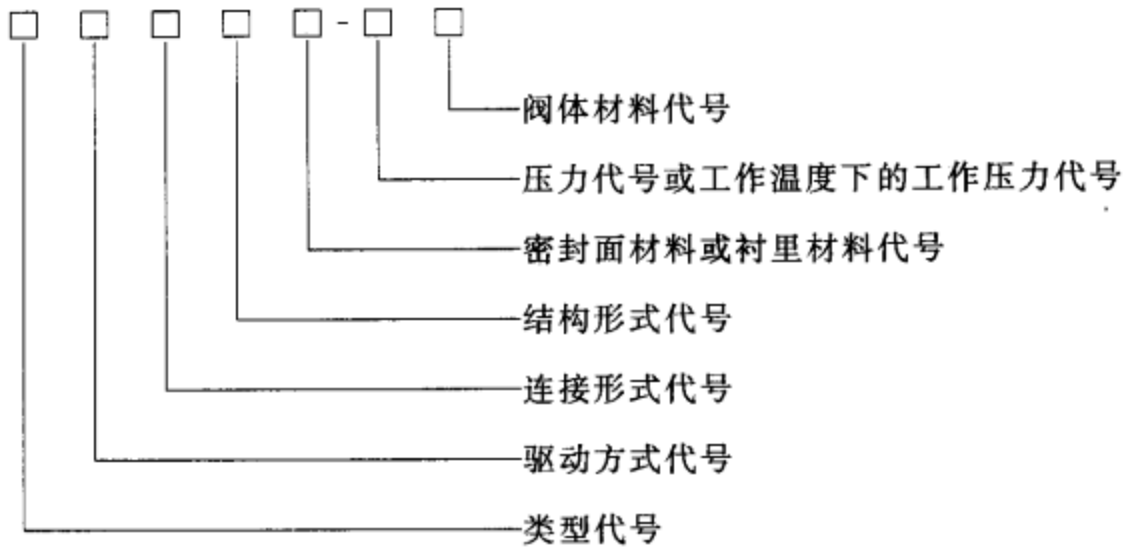 □ □ □ □ □ - □ □
阀体材料代号
压力代号或工作温度下的工作压力代号
密封面材料或衬里材料代号
结构形式代号
连接形式代号
驱动方式代号
类型代号